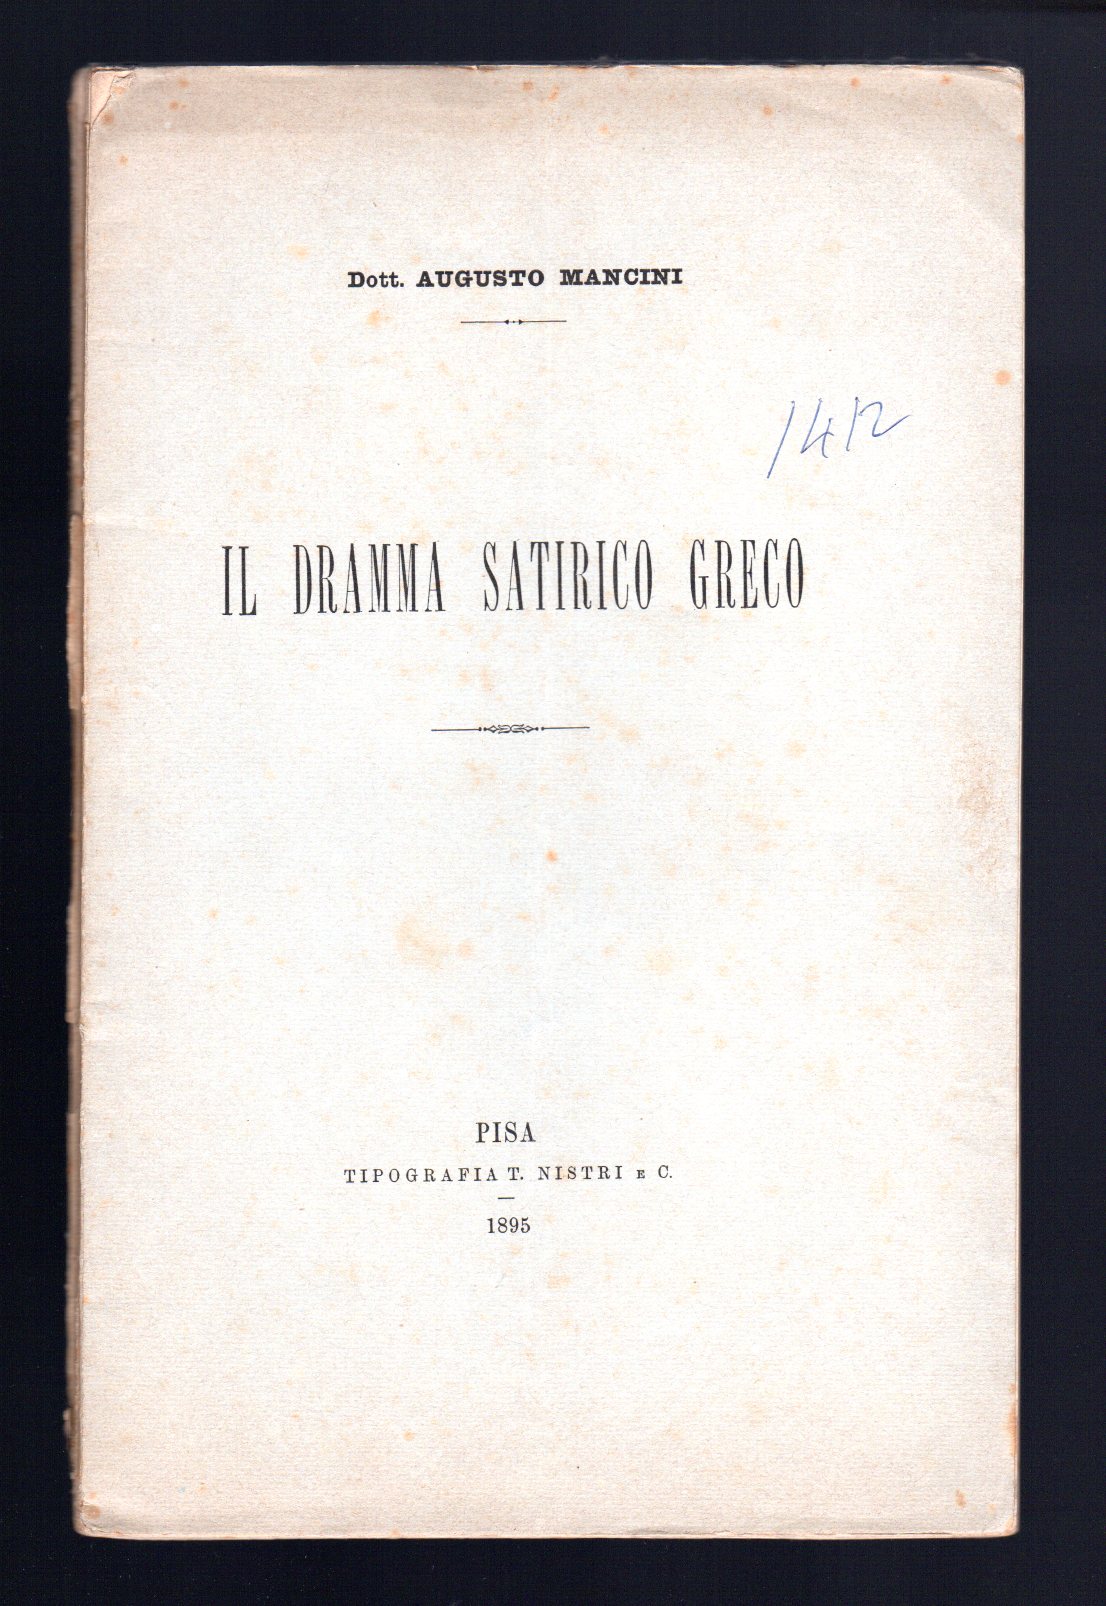 Dott. AUGUSTO MANCINI
1412
IL DRAMMA SATIRICO GRECO
PISA
TIPOGRAFIA T. NISTRI E C.
1895